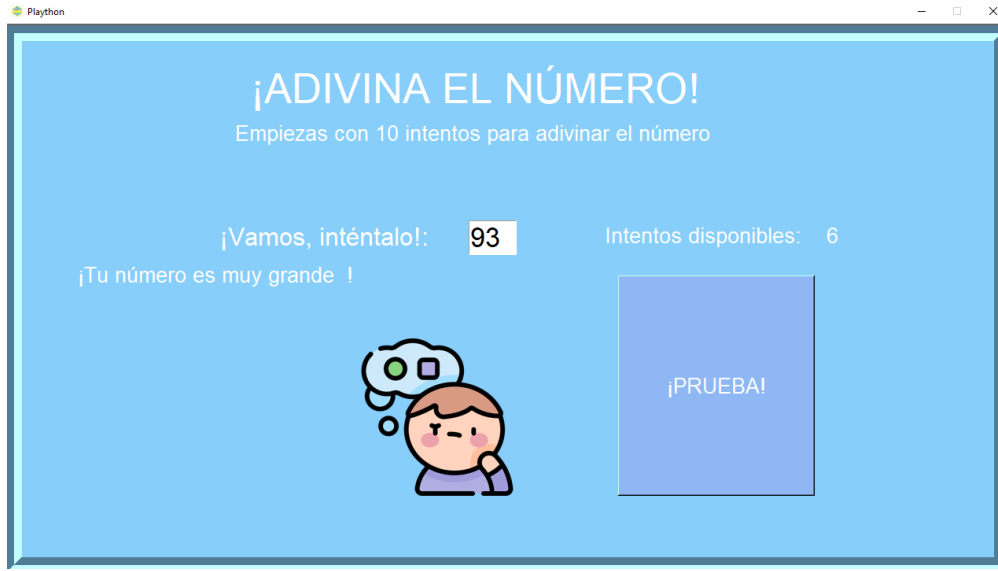 Plaython
¡ADIVINA EL NÚMERO!
Empiezas con 10 intentos para adivinar el número
¡Vamos, inténtalo!: 93 Intentos disponibles: 6
¡Tu número es muy grande !
¡PRUEBA!